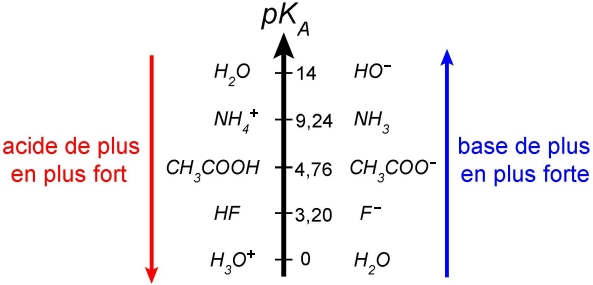 pK_A
H₂O 14 HO⁻
NH₄⁺ 9,24 NH₃
acide de plus
en plus fort
CH₃COOH 4,76 CH₃COO⁻
base de plus
en plus forte
HF 3,20 F⁻
H₃O⁺ 0 H₂O